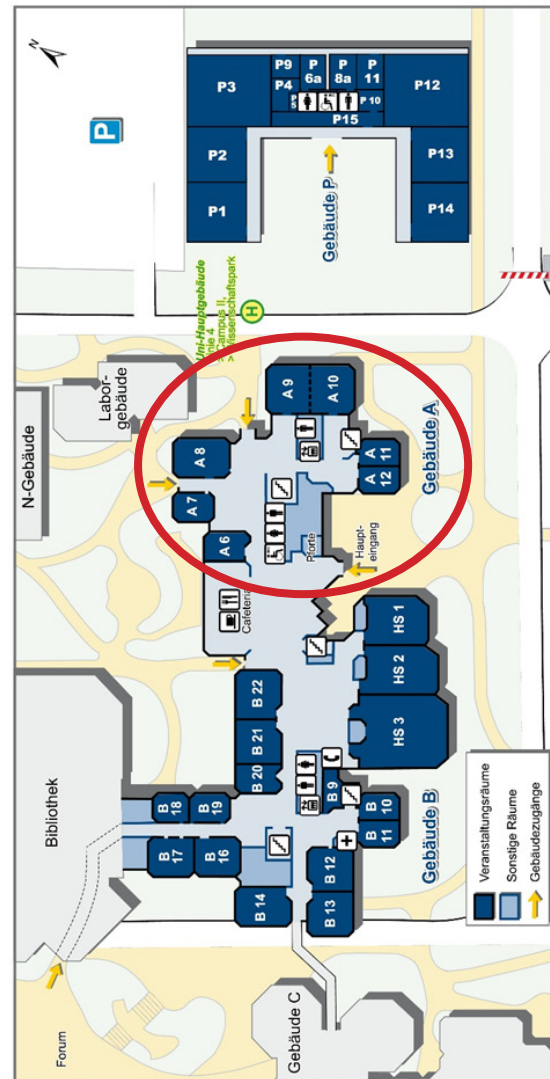 N
P
P3
P9
P4
P5
P
6a
P
8a
P
11
P 10
P12
P15
P2
P1
P13
P14
Gebäude P
H
Uni-Hauptgebäude
> Campus II,
> Wissenschaftspark
N-Gebäude
Labor-
gebäude
A 9
A 10
A 8
A 7
A 6
A
11
A
12
Gebäude A
Pforte
Haupt-
eingang
Cafeteria
HS 1
HS 2
HS 3
B 22
B 21
B 20
B 9
B
10
B
11
Gebäude B
Bibliothek
B
18
B
19
B
17
B
16
B 14
B 12
B 13
Forum
Gebäude C
Veranstaltungsräume
Sonstige Räume
Gebäudezugänge